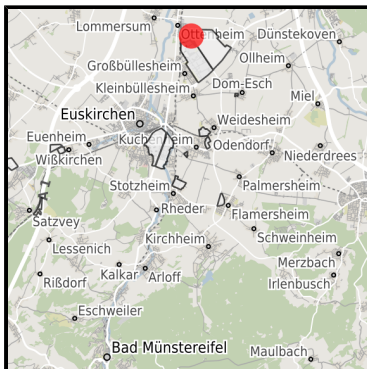 Lommersum
Ottenheim
Dünstekoven
Großbüllesheim
Ollheim
Kleinbüllesheim
Dom-Esch
Miel
Euskirchen
Weidesheim
Euenheim
Kuchenheim
Odendorf
Wißkirchen
Niederdrees
Stotzheim
Palmersheim
Satzvey
Rheder
Flamersheim
Lessenich
Kirchheim
Schweinheim
Merzbach
Rißdorf
Kalkar
Arloff
Irlenbusch
Eschweiler
Bad Münstereifel
Maulbach